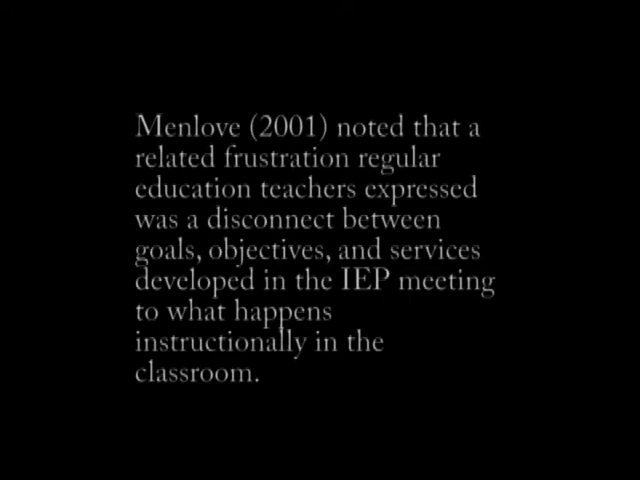 Menlove (2001) noted that a
related frustration regular
education teachers expressed
was a disconnect between
goals, objectives, and services
developed in the IEP meeting
to what happens
instructionally in the
classroom.